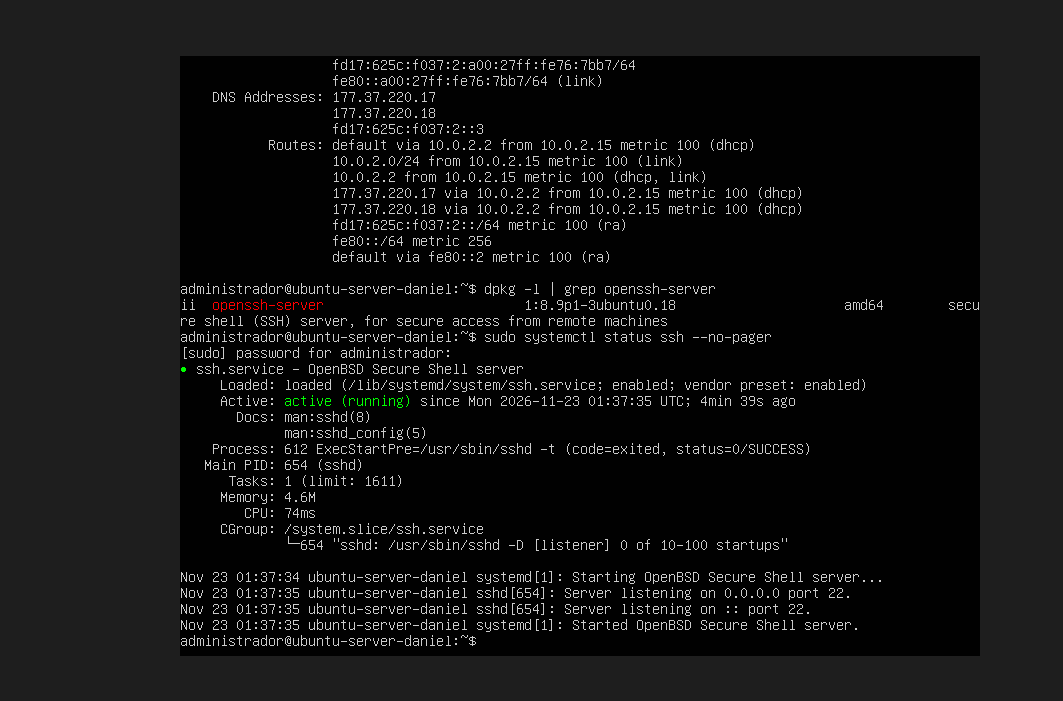 fd17:625c:f037:2:a00:27ff:fe76:7bb7/64
fe80::a00:27ff:fe76:7bb7/64 (link)
DNS Addresses: 177.37.220.17
177.37.220.18
fd17:625c:f037:2::3
Routes: default via 10.0.2.2 from 10.0.2.15 metric 100 (dhcp)
10.0.2.0/24 from 10.0.2.15 metric 100 (link)
10.0.2.2 from 10.0.2.15 metric 100 (dhcp, link)
177.37.220.17 via 10.0.2.2 from 10.0.2.15 metric 100 (dhcp)
177.37.220.18 via 10.0.2.2 from 10.0.2.15 metric 100 (dhcp)
fd17:625c:f037:2::/64 metric 100 (ra)
fe80::/64 metric 256
default via fe80::2 metric 100 (ra)
administrador@ubuntu-server-daniel:~$ dpkg -l | grep openssh-server
ii  openssh-server                         1:8.9p1-3ubuntu0.18                     amd64        secu
re shell (SSH) server, for secure access from remote machines
administrador@ubuntu-server-daniel:~$ sudo systemctl status ssh --no-pager
[sudo] password for administrador:
● ssh.service - OpenBSD Secure Shell server
Loaded: loaded (/lib/systemd/system/ssh.service; enabled; vendor preset: enabled)
Active: active (running) since Mon 2026-11-23 01:37:35 UTC; 4min 39s ago
Docs: man:sshd(8)
man:sshd_config(5)
Process: 612 ExecStartPre=/usr/sbin/sshd -t (code=exited, status=0/SUCCESS)
Main PID: 654 (sshd)
Tasks: 1 (limit: 1611)
Memory: 4.6M
CPU: 74ms
CGroup: /system.slice/ssh.service
└─654 "sshd: /usr/sbin/sshd -D [listener] 0 of 10-100 startups"
Nov 23 01:37:34 ubuntu-server-daniel systemd[1]: Starting OpenBSD Secure Shell server...
Nov 23 01:37:35 ubuntu-server-daniel sshd[654]: Server listening on 0.0.0.0 port 22.
Nov 23 01:37:35 ubuntu-server-daniel sshd[654]: Server listening on :: port 22.
Nov 23 01:37:35 ubuntu-server-daniel systemd[1]: Started OpenBSD Secure Shell server.
administrador@ubuntu-server-daniel:~$